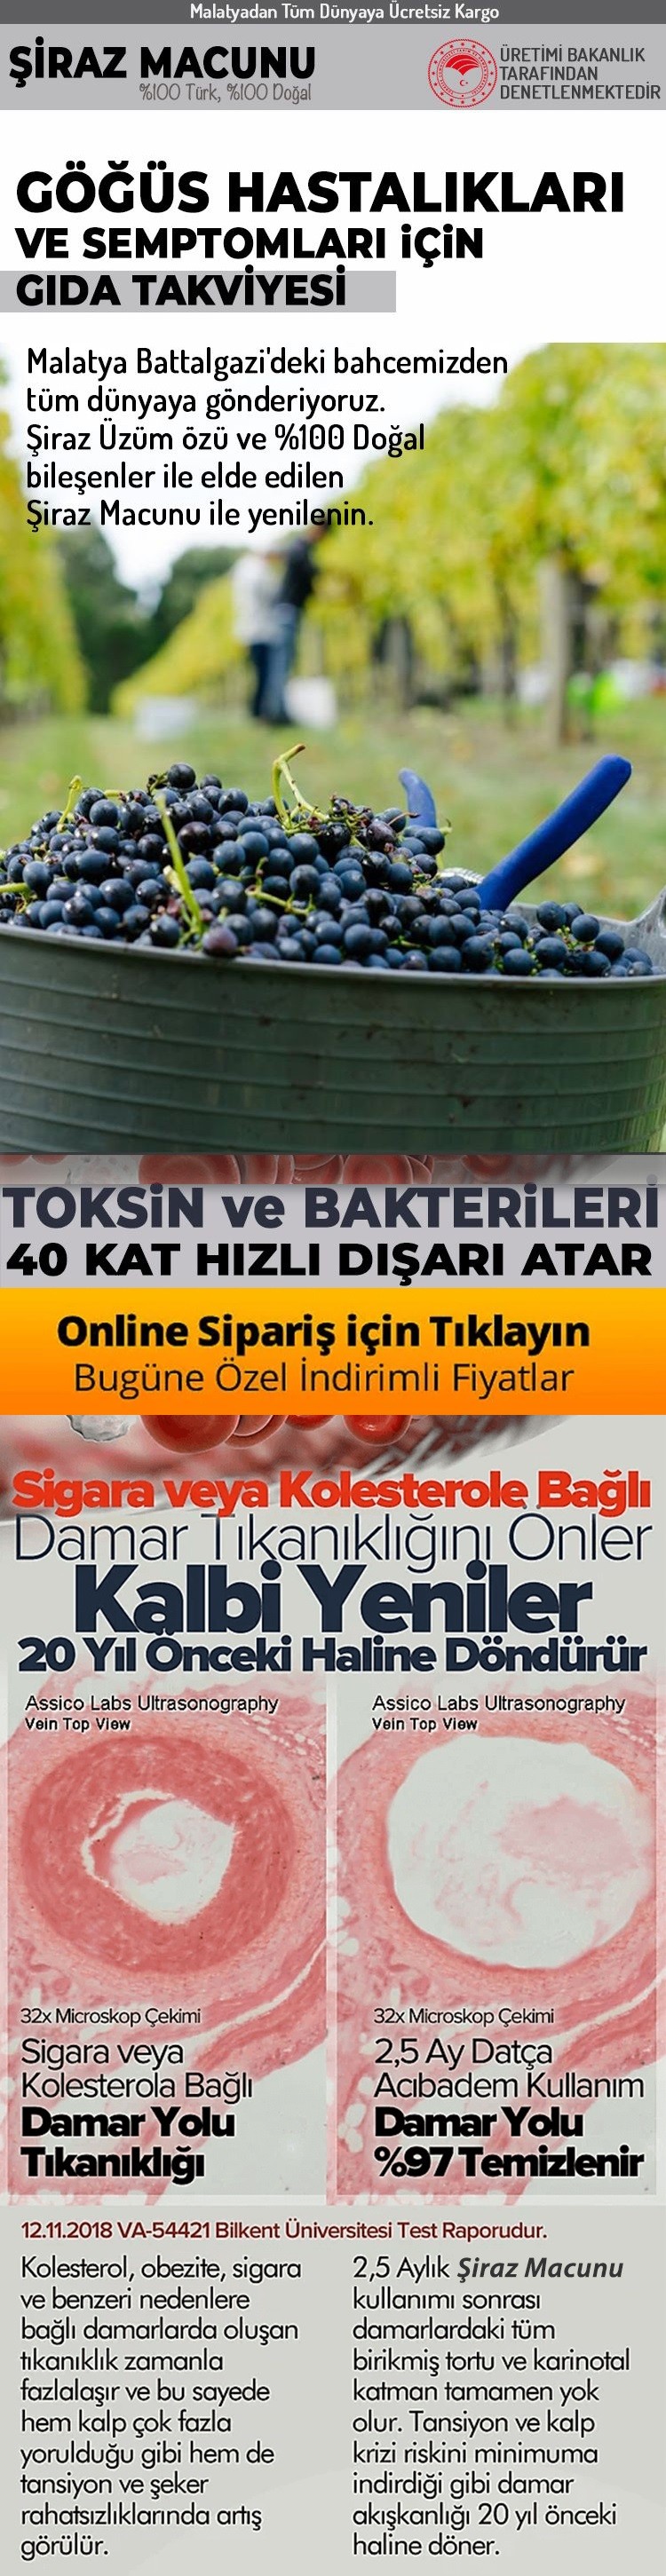 Malatyadan Tüm Dünyaya Ücretsiz Kargo
ŞİRAZ MACUNU
%100 Türk, %100 Doğal
ÜRETİMİ BAKANLIK
TARAFINDAN
DENETLENMEKTEDİR
GÖĞÜS HASTALIKLARI
VE SEMPTOMLARI İÇİN
GIDA TAKVİYESİ
Malatya Battalgazi'deki bahcemizden
tüm dünyaya gönderiyoruz.
Şiraz Üzüm özü ve %100 Doğal
bileşenler ile elde edilen
Şiraz Macunu ile yenilenin.
TOKSİN ve BAKTERİLERİ
40 KAT HIZLI DIŞARI ATAR
Online Sipariş için Tıklayın
Bugüne Özel İndirimli Fiyatlar
Sigara veya Kolesterole Bağlı
Damar Tıkanıklığını Önler
Kalbi Yeniler
20 Yıl Önceki Haline Döndürür
Assico Labs Ultrasonography
Vein Top View
32x Microskop Çekimi
Sigara veya
Kolesterola Bağlı
Damar Yolu
Tıkanıklığı
Assico Labs Ultrasonography
Vein Top View
32x Microskop Çekimi
2,5 Ay Datça
Acıbadem Kullanım
Damar Yolu
%97 Temizlenir
12.11.2018 VA-54421 Bilkent Üniversitesi Test Raporudur.
Kolesterol, obezite, sigara
ve benzeri nedenlere
bağlı damarlarda oluşan
tıkanıklık zamanla
fazlalaşır ve bu sayede
hem kalp çok fazla
yorulduğu gibi hem de
tansiyon ve şeker
rahatsızlıklarında artış
görülür.
2,5 Aylık Şiraz Macunu
kullanımı sonrası
damarlardaki tüm
birikmiş tortu ve karinotal
katman tamamen yok
olur. Tansiyon ve kalp
krizi riskini minimuma
indirdiği gibi damar
akışkanlığı 20 yıl önceki
haline döner.